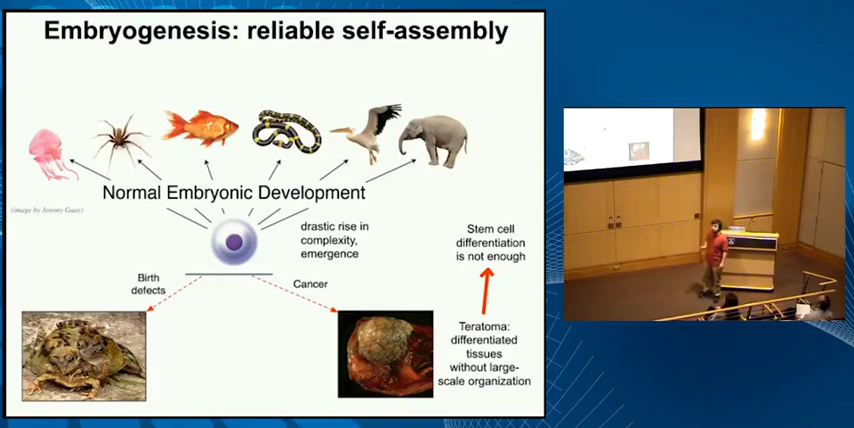 Embryogenesis: reliable self-assembly
Normal Embryonic Development
(image by Jeremy Guay)
drastic rise in
complexity,
emergence
Stem cell
differentiation
is not enough
Birth
defects
Cancer
Teratoma:
differentiated
tissues
without large-
scale organization